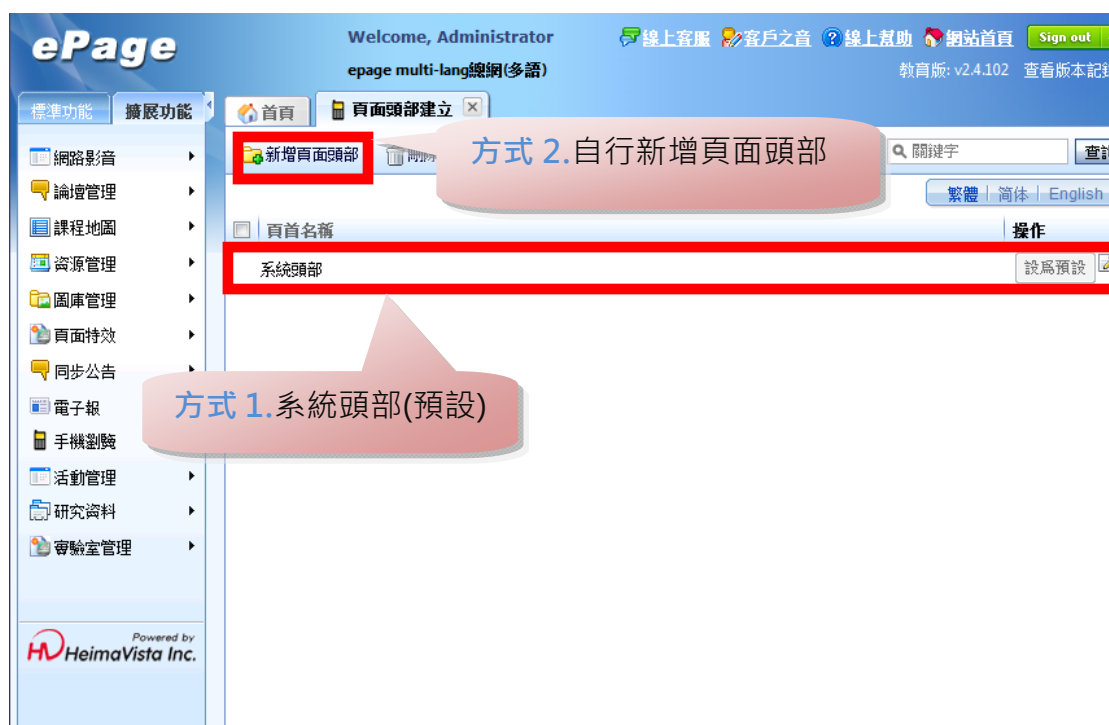 ePage
Welcome, Administrator
線上客服 客戶之音 線上幫助 網站首頁 Sign out
epage multi-lang總網(多語)
教育版: v2.4.102 查看版本記錄
標準功能 擴展功能 首頁 頁面頭部建立
新增頁面頭部 刪除
方式 2.自行新增頁面頭部
關鍵字
繁體 简体 English
頁首名稱 操作
系統頭部 設爲預設
方式 1.系統頭部(預設)
網路影音
論壇管理
課程地圖
資源管理
圖庫管理
頁面特效
同步公告
電子報
手機瀏覽
活動管理
研究資料
實驗室管理
Powered by
HeimaVista Inc.